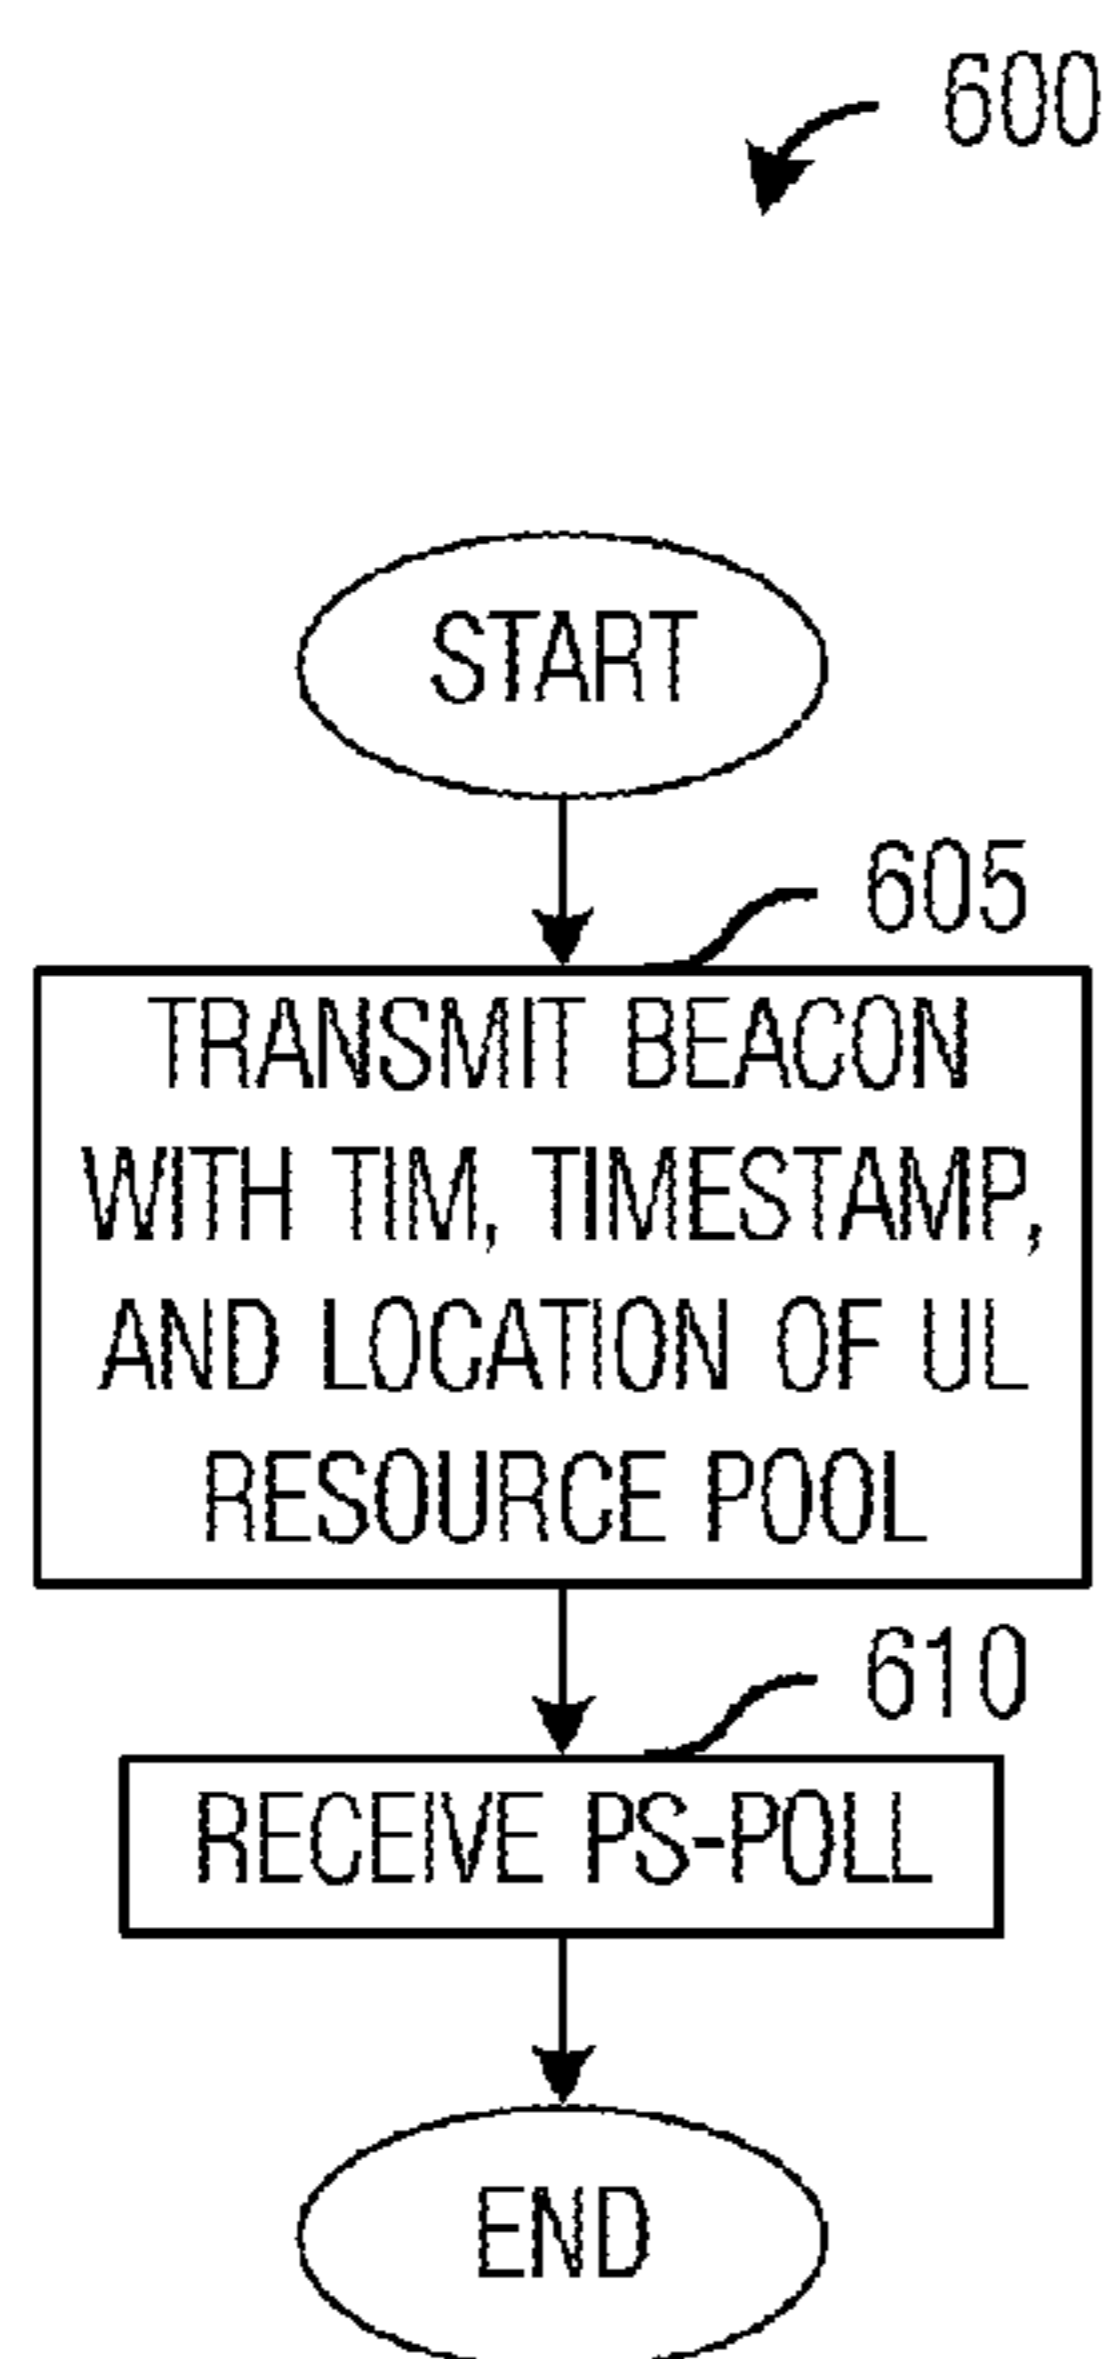 600
START
605
TRANSMIT BEACON
WITH TIM, TIMESTAMP,
AND LOCATION OF UL
RESOURCE POOL
610
RECEIVE PS-POLL
END